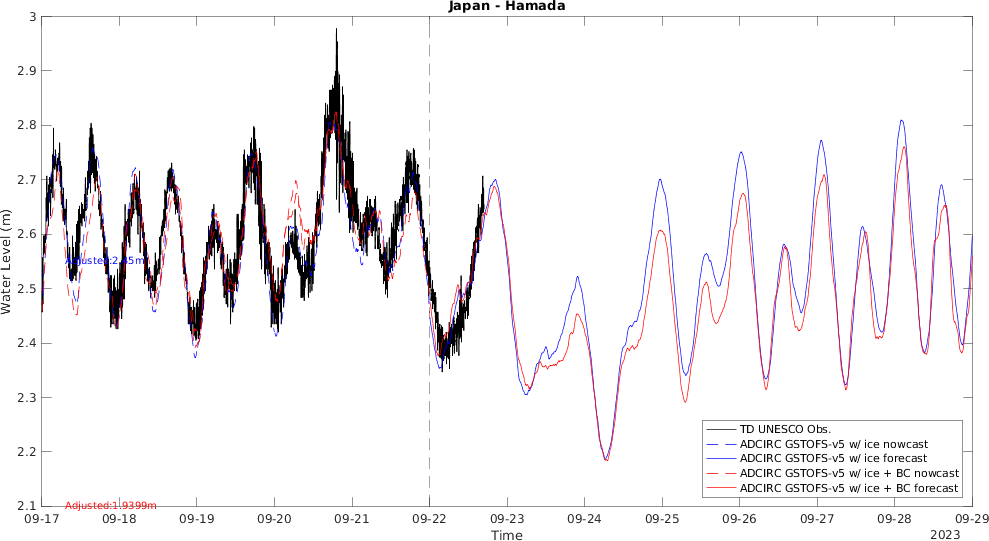 Japan - Hamada
3
2.9
2.8
2.7
2.6
2.5
2.4
2.3
2.2
2.1
Water Level (m)
Adjusted:2.45m
Adjusted:1.9399m
TD UNESCO Obs.
ADCIRC GSTOFS-v5 w/ ice nowcast
ADCIRC GSTOFS-v5 w/ ice forecast
ADCIRC GSTOFS-v5 w/ ice + BC nowcast
ADCIRC GSTOFS-v5 w/ ice + BC forecast
09-17 09-18 09-19 09-20 09-21 09-22 09-23 09-24 09-25 09-26 09-27 09-28 09-29
Time
2023